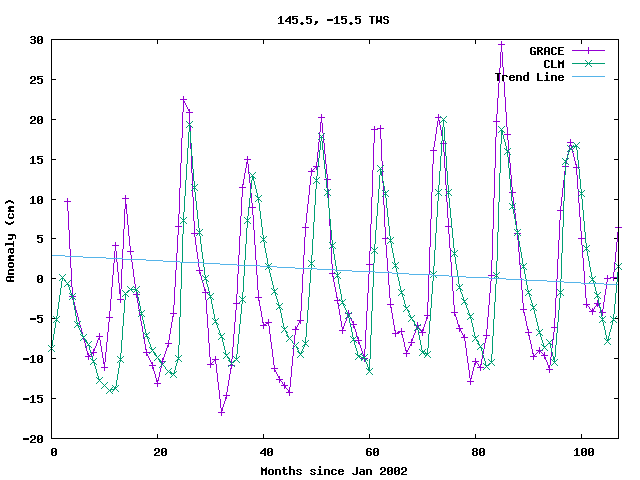 145.5, -15.5 TWS
GRACE
CLM
Trend Line
30
25
20
15
10
5
0
-5
-10
-15
-20
Anomaly (cm)
0 20 40 60 80 100
Months since Jan 2002